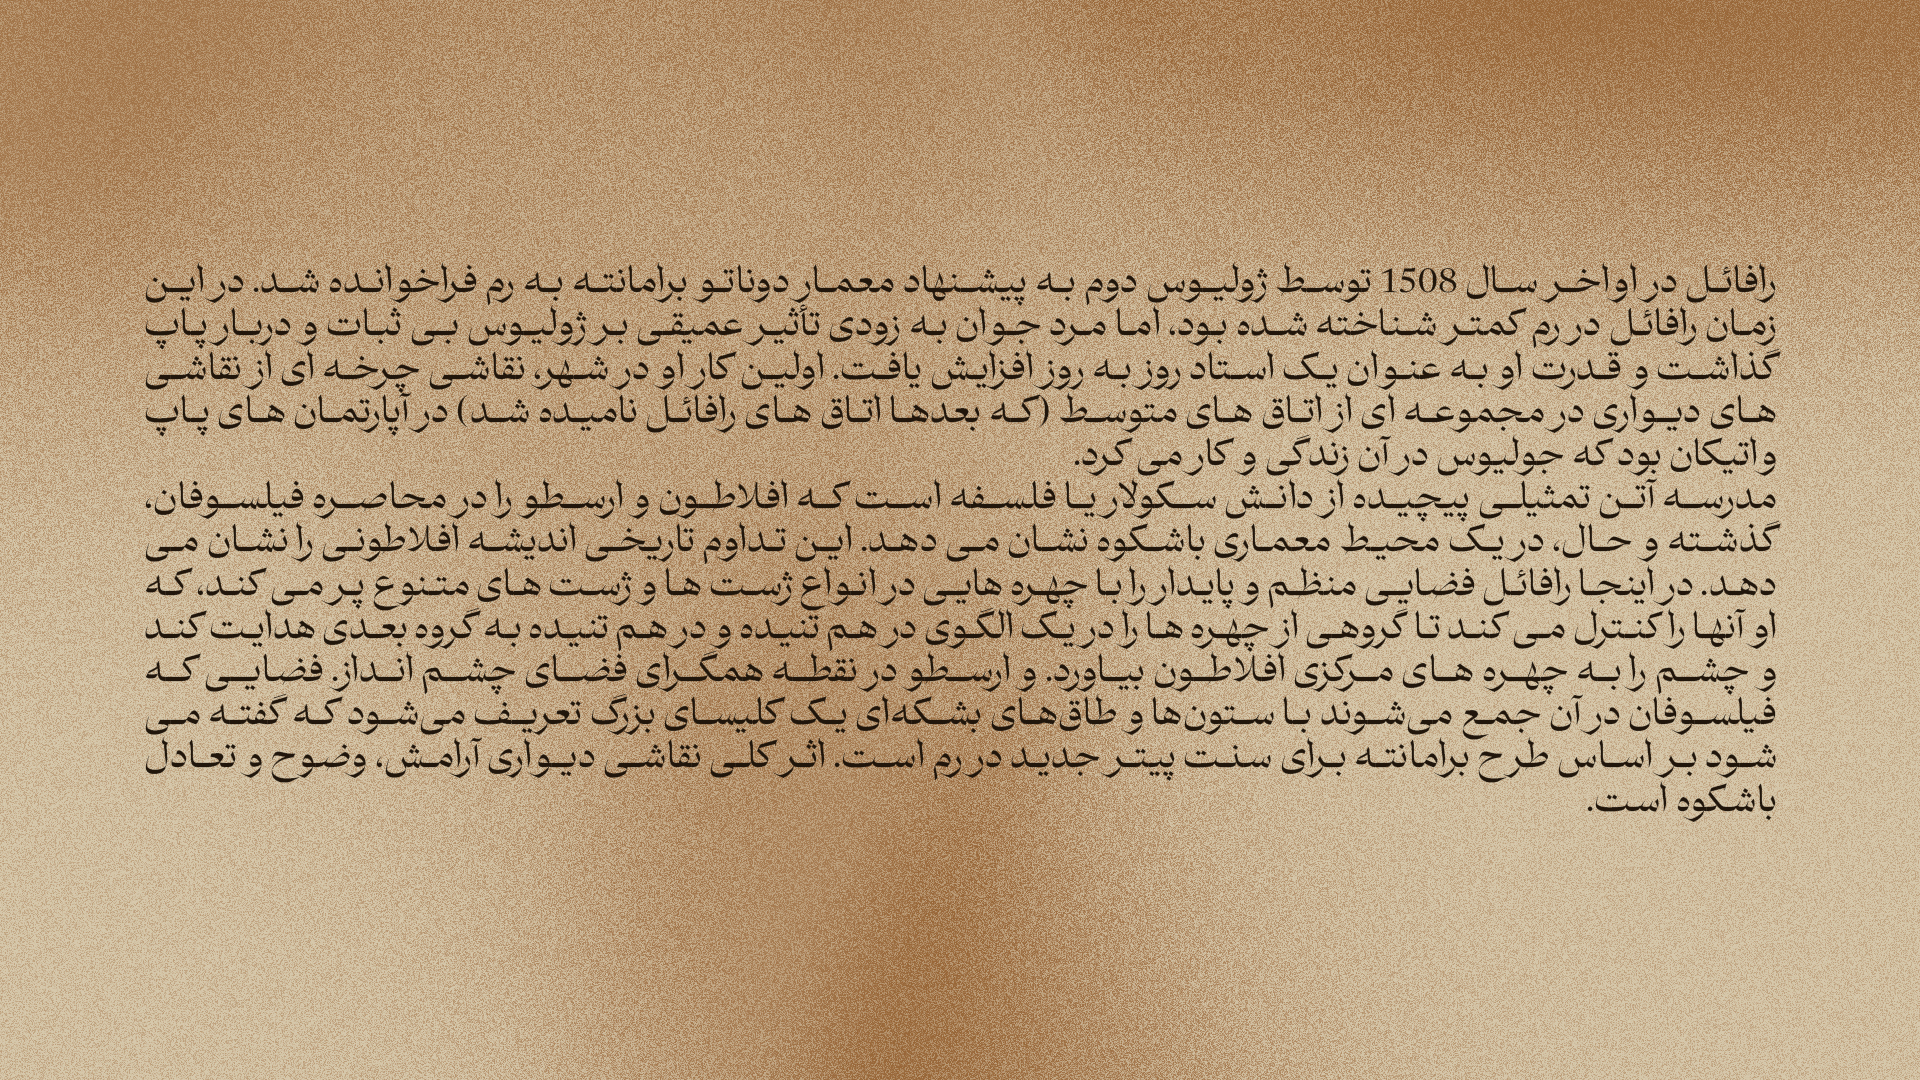 رافائل در اواخر سال 1508 توسط ژولیوس دوم به پیشنهاد معمار دوناتو برامانته به رم فراخوانده شد. در این
زمان رافائل در رم کمتر شناخته شده بود، اما مرد جوان به زودی تأثیر عمیقی بر ژولیوس بی ثبات و دربار پاپ
گذاشت و قدرت او به عنوان یک استاد روز به روز افزایش یافت. اولین کار او در شهر، نقاشی چرخه ای از نقاشی
های دیواری در مجموعه ای از اتاق های متوسط (که بعدها اتاق های رافائل نامیده شد) در آپارتمان های پاپ
واتیکان بود که جولیوس در آن زندگی و کار می کرد.
مدرسه آتن تمثیلی پیچیده از دانش سکولار یا فلسفه است که افلاطون و ارسطو را در محاصره فیلسوفان،
گذشته و حال، در یک محیط معماری باشکوه نشان می دهد. این تداوم تاریخی اندیشه افلاطونی را نشان می
دهد. در اینجا رافائل فضایی منظم و پایدار را با چهره هایی در انواع ژست ها و ژست های متنوع پر می کند، که
او آنها را کنترل می کند تا گروهی از چهره ها را در یک الگوی در هم تنیده و در هم تنیده به گروه بعدی هدایت کند
و چشم را به چهره های مرکزی افلاطون بیاورد. و ارسطو در نقطه همگرای فضای چشم انداز. فضایی که
فیلسوفان در آن جمع می‌شوند با ستون‌ها و طاق‌های بشکه‌ای یک کلیسای بزرگ تعریف می‌شود که گفته می
شود بر اساس طرح برامانته برای سنت پیتر جدید در رم است. اثر کلی نقاشی دیواری آرامش، وضوح و تعادل
باشکوه است.